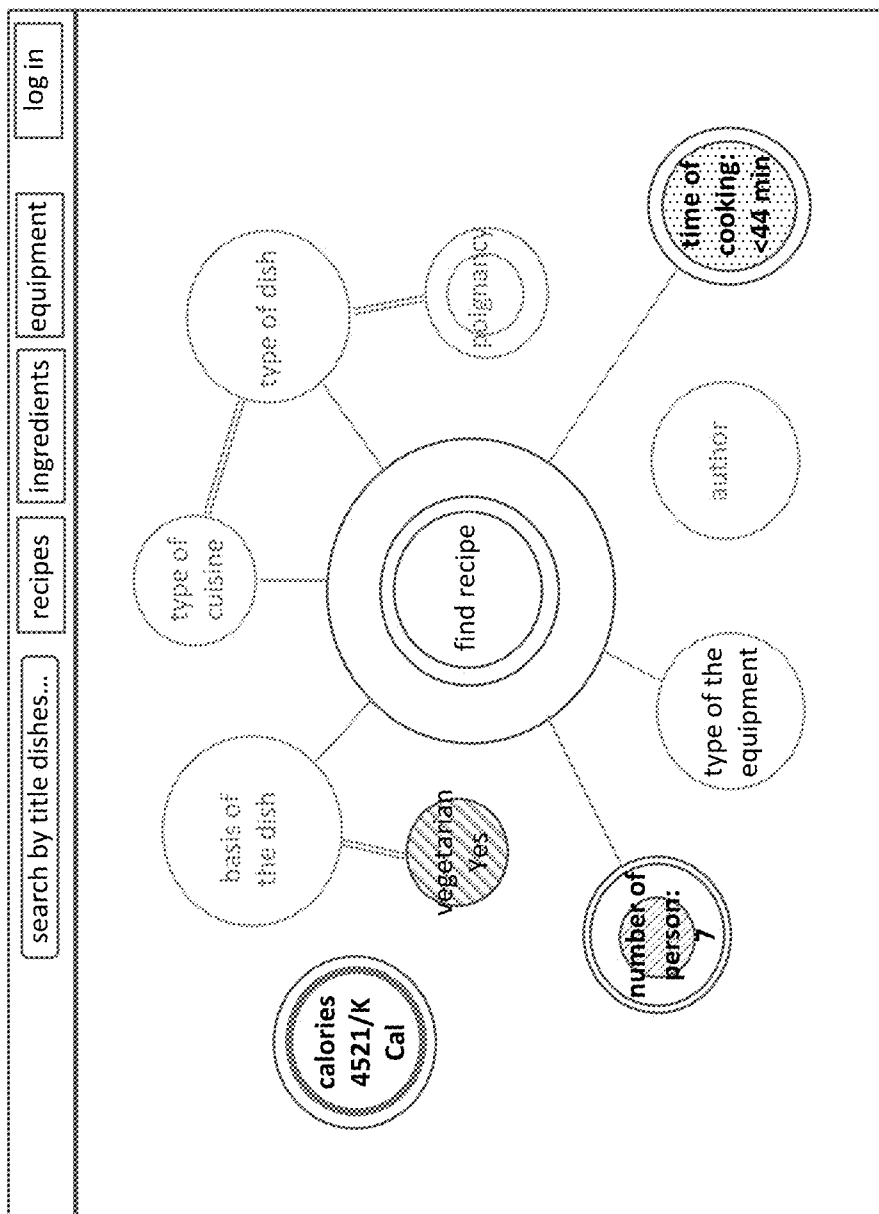 search by title dishes...
recipes
ingredients
equipment
log in
calories
4521/K
Cal
basis of
the dish
type of
cuisine
type of dish
vegetarian
Yes
poignancy
find recipe
number of
person:
7
type of the
equipment
author
time of
cooking:
<44 min